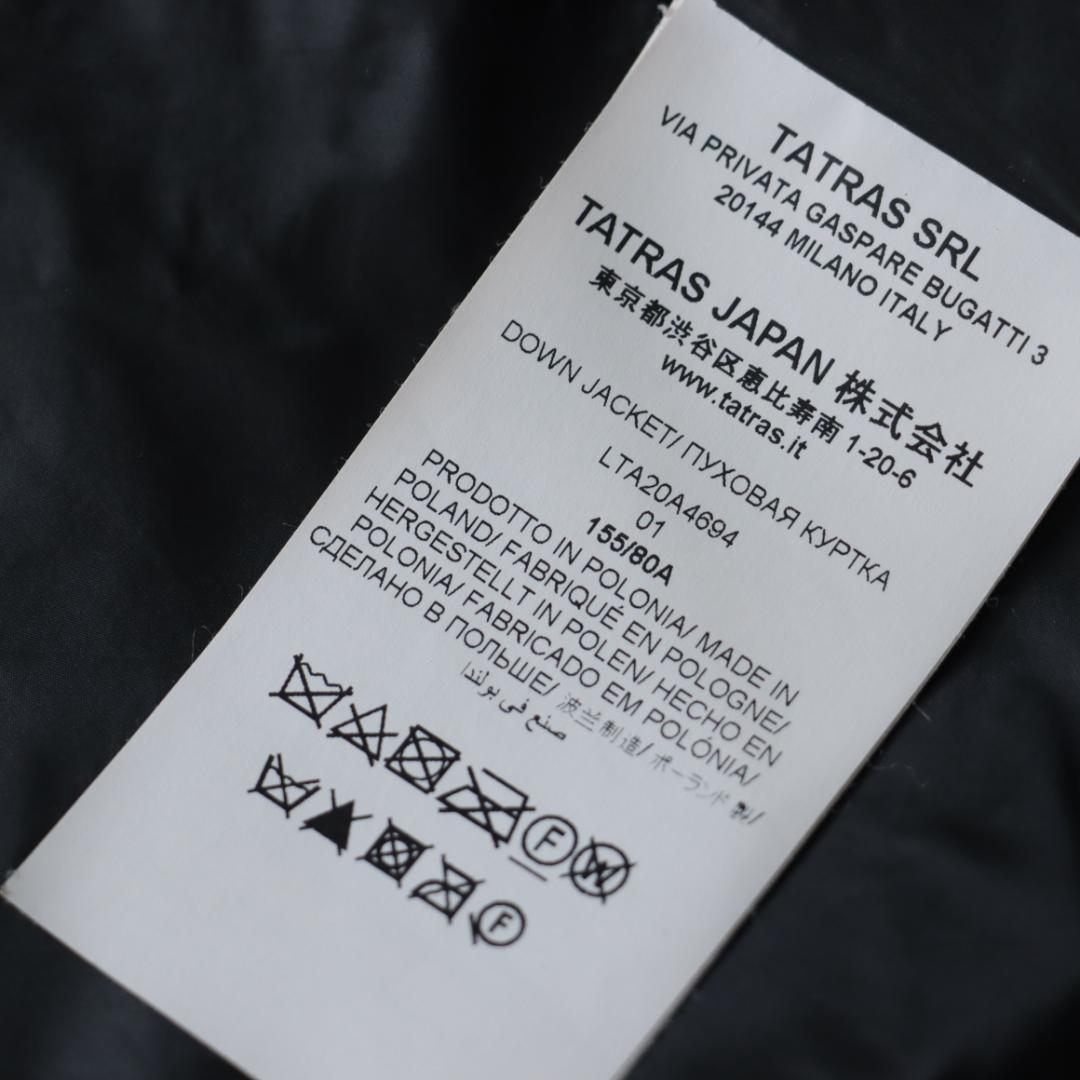 TATRAS SRL
VIA PRIVATA GASPARE BUGATTI 3
20144 MILANO ITALY
TATRAS JAPAN 株式会社
東京都渋谷区恵比寿南 1-20-6
www.tatras.it
DOWN JACKET/ ПУХОВАЯ КУРТКА
LTA20A4694
01
155/80A
PRODOTTO IN POLONIA/ MADE IN
POLAND/ FABRIQUÉ EN POLOGNE/
HERGESTELLT IN POLEN/ HECHO EN
POLONIA/ FABRICADO EM POLÓNIA/
СДЕЛАНО В ПОЛЬШЕ/ 波兰制造/ ポーランド製/
صنع في بولندا
F W
F